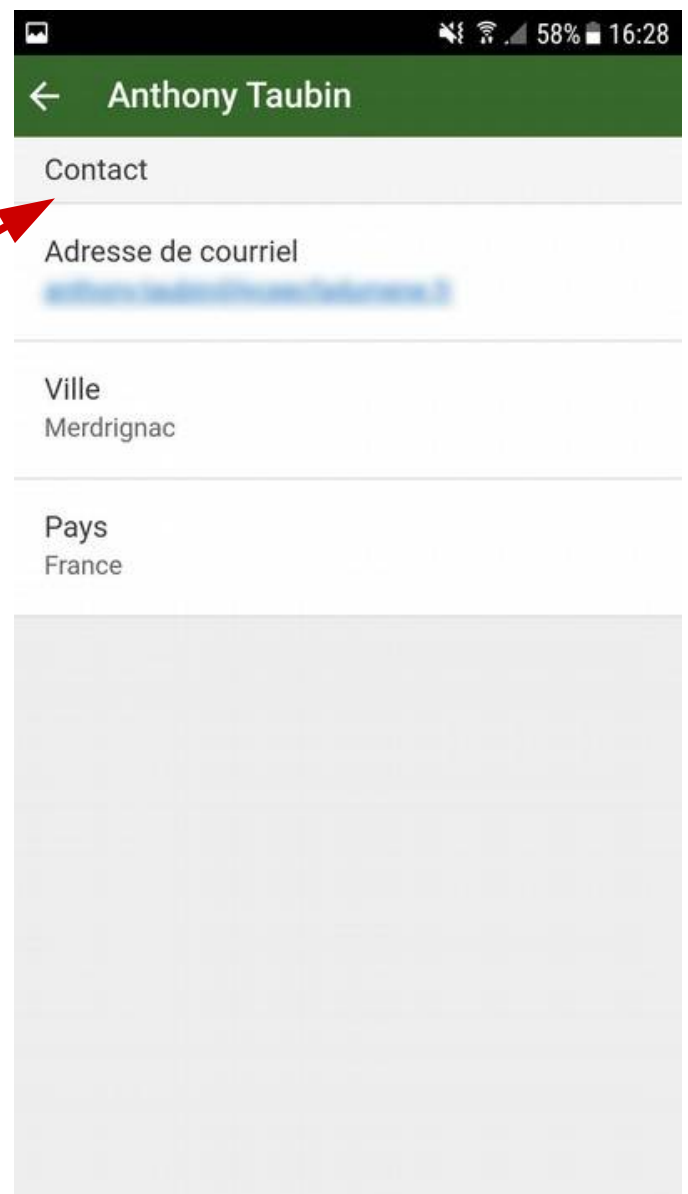 58% 16:28
Anthony Taubin
Contact
Adresse de courriel
Ville
Merdrignac
Pays
France